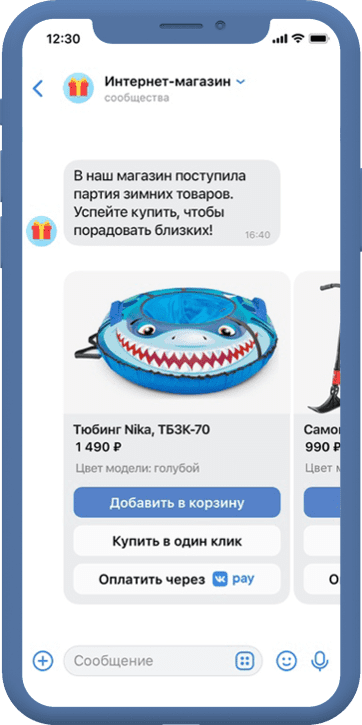 12:30
Интернет-магазин
сообщества
В наш магазин поступила
партия зимних товаров.
Успейте купить, чтобы
порадовать близких!
16:40
Тюбинг Nika, ТБЗК-70
1 490 ₽
Цвет модели: голубой
Добавить в корзину
Купить в один клик
Оплатить через VK pay
Само
990 ₽
Цвет м
О
Сообщение